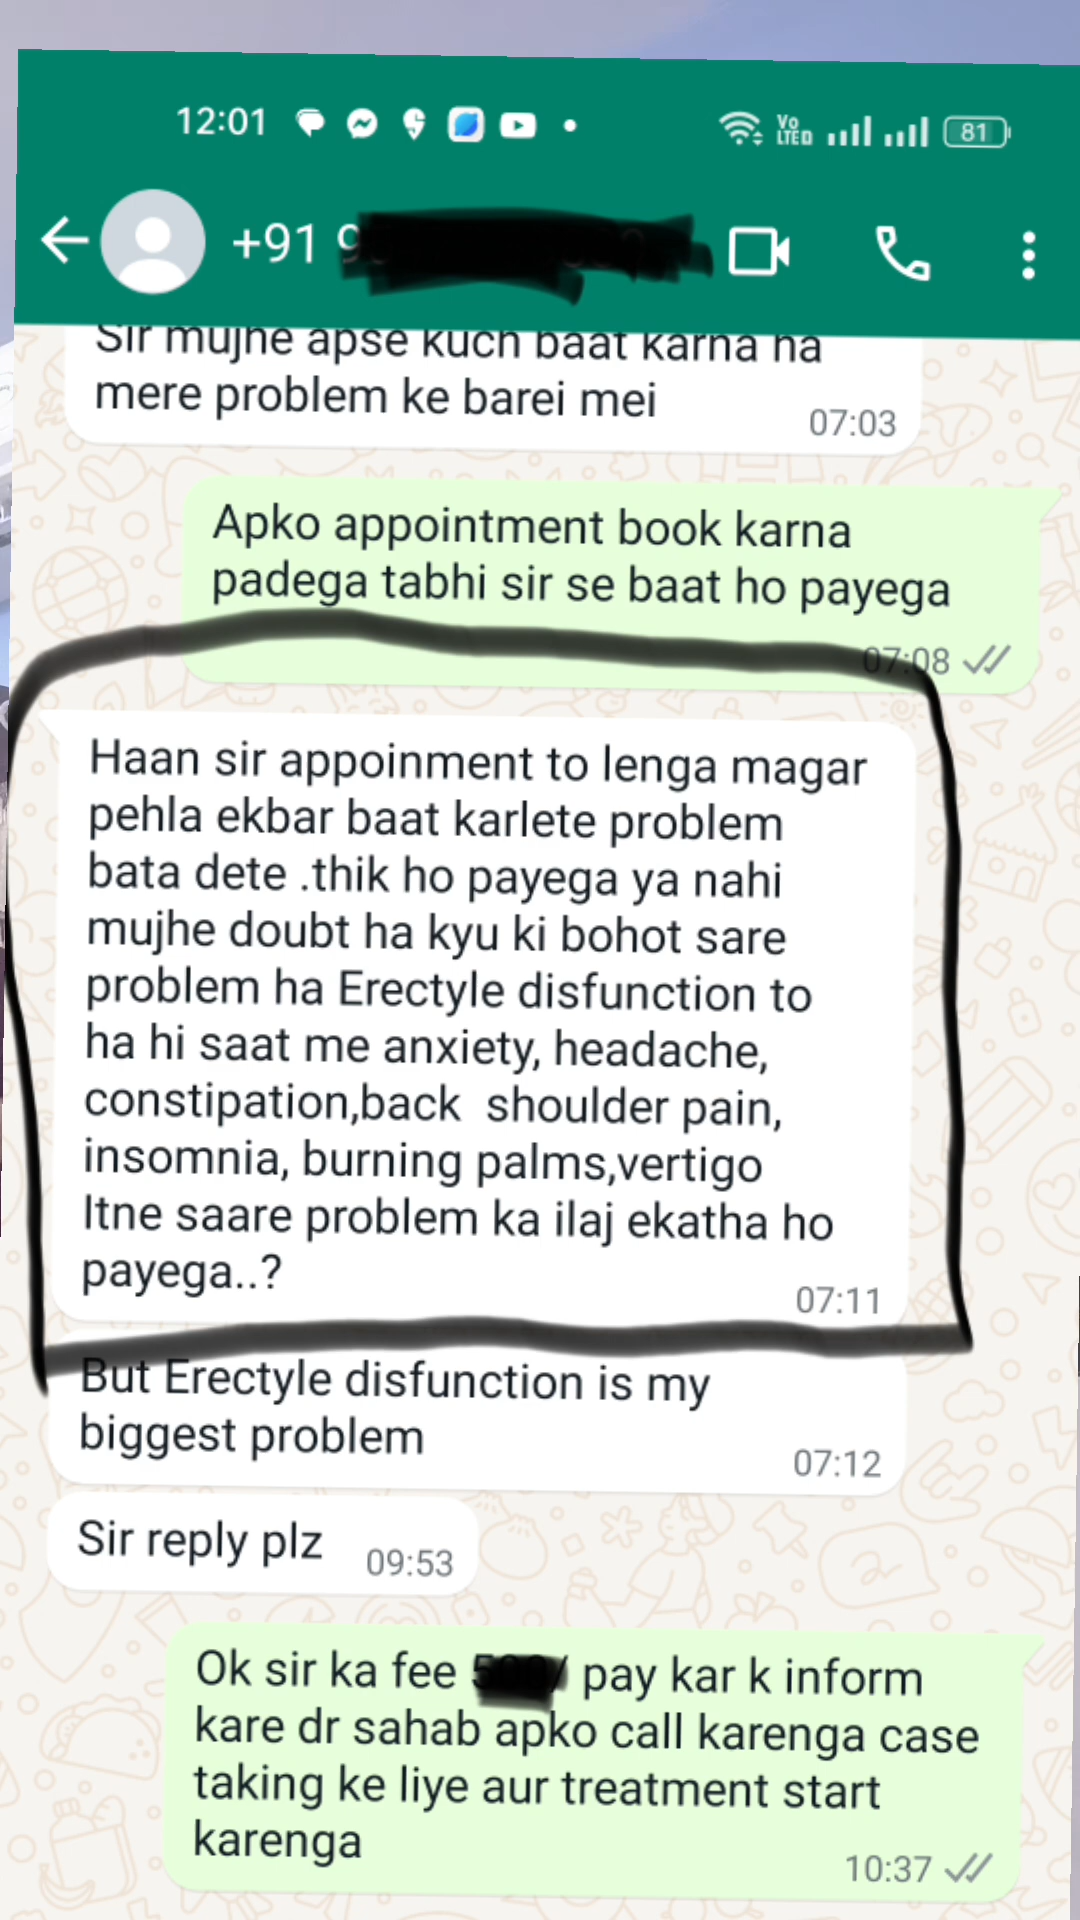 12:01
Vo
LTED
81
+91
Sir mujhe apse kuch baat karna ha
mere problem ke barei mei
07:03
Apko appointment book karna
padega tabhi sir se baat ho payega
07:08
Haan sir appoinment to lenga magar
pehla ekbar baat karlete problem
bata dete .thik ho payega ya nahi
mujhe doubt ha kyu ki bohot sare
problem ha Erectyle disfunction to
ha hi saat me anxiety, headache,
constipation,back shoulder pain,
insomnia, burning palms,vertigo
Itne saare problem ka ilaj ekatha ho
payega..?
07:11
But Erectyle disfunction is my
biggest problem
07:12
Sir reply plz
09:53
Ok sir ka fee pay kar k inform
kare dr sahab apko call karenga case
taking ke liye aur treatment start
karenga
10:37